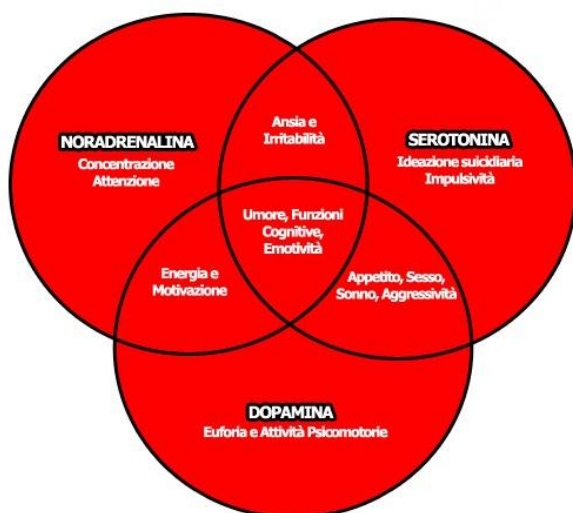 NORADRENALINA
Concentrazione
Attenzione
Ansia e
Irritabilità
SEROTONINA
Ideazione suicidiaria
Impulsività
Umore, Funzioni
Cognitive,
Emotività
Energia e
Motivazione
Appetito, Sesso,
Sonno, Aggressività
DOPAMINA
Euforia e Attività Psicomotorie